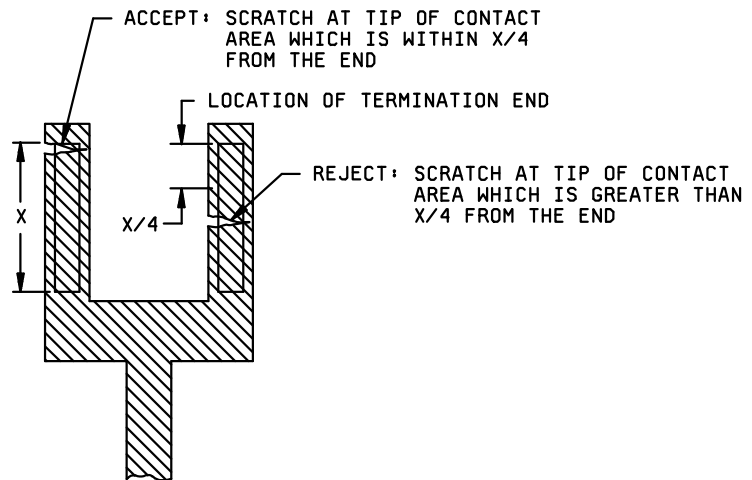 ACCEPT: SCRATCH AT TIP OF CONTACT
AREA WHICH IS WITHIN X/4
FROM THE END
LOCATION OF TERMINATION END
REJECT: SCRATCH AT TIP OF CONTACT
AREA WHICH IS GREATER THAN
X/4 FROM THE END
X
X/4